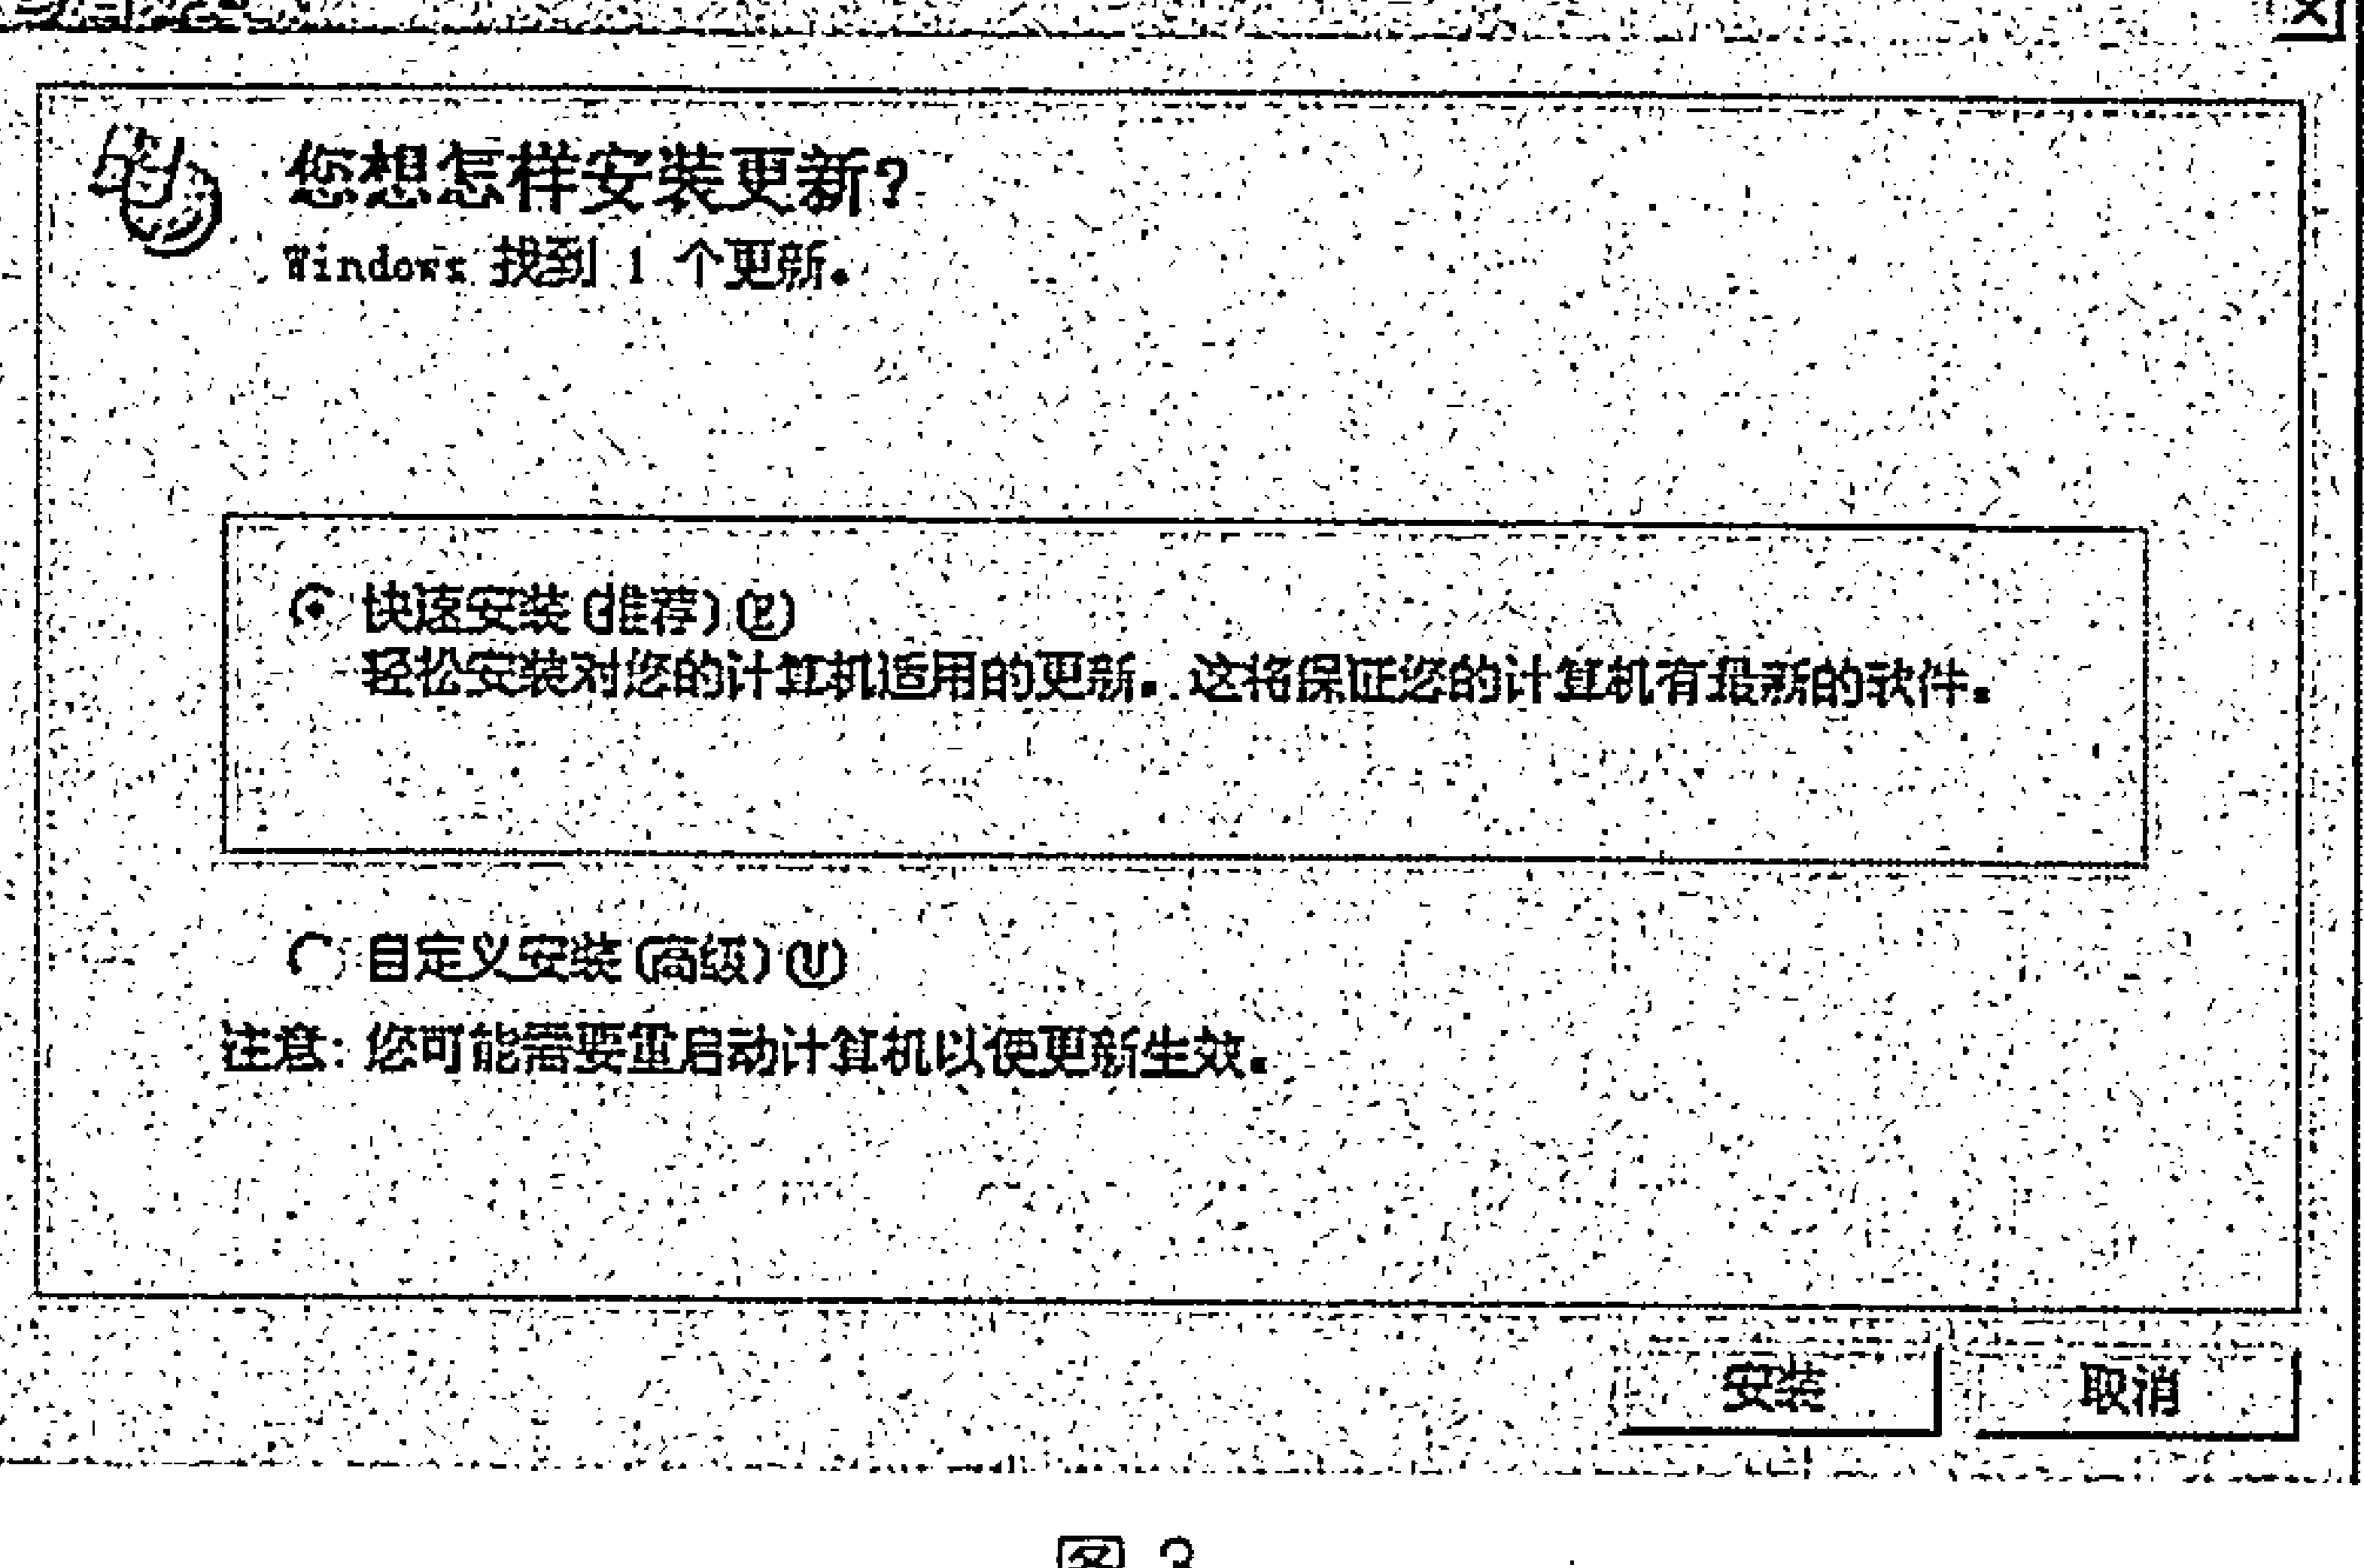 您想怎样安装更新?
Windows 找到 1 个更新。
快速安装(推荐)(E)
轻松安装对您的计算机适用的更新。这将保证您的计算机有最新的软件。
自定义安装(高级)(U)
注意: 您可能需要重启动计算机以便更新生效。
安装 取消
图 3